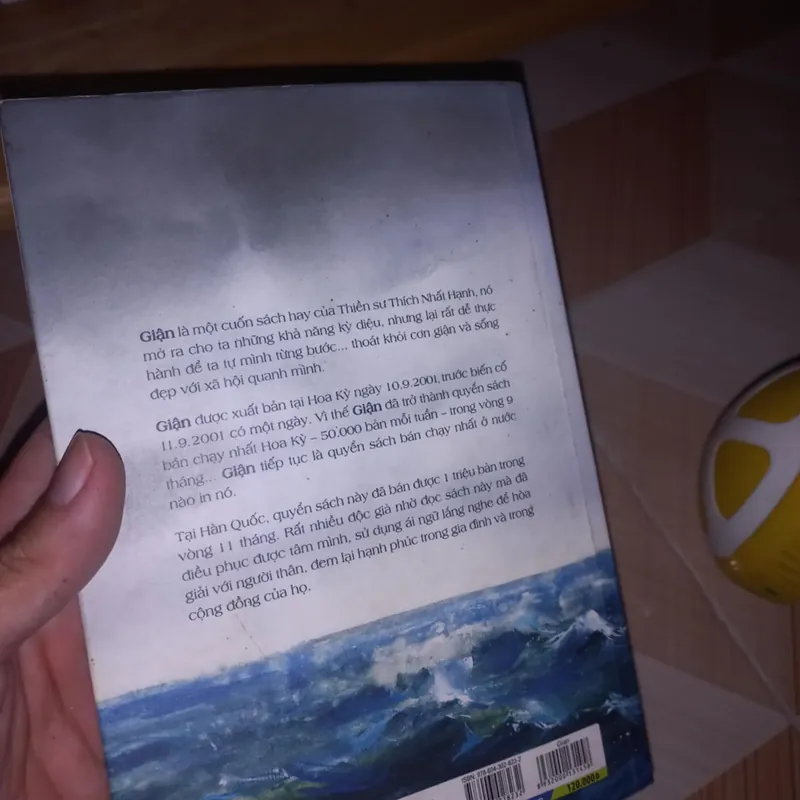 Giận là một cuốn sách hay của Thiền sư Thích Nhất Hạnh, nó
mở ra cho ta những khả năng kỳ diệu, nhưng lại rất dễ thực
hành để ta tự mình từng bước... thoát khỏi cơn giận và sống
đẹp với xã hội quanh mình.
Giận được xuất bản tại Hoa Kỳ ngày 10.9.2001, trước biến cố
11.9.2001 có một ngày. Vì thế Giận đã trở thành quyển sách
bán chạy nhất Hoa Kỳ – 50.000 bản mỗi tuần – trong vòng 9
tháng... Giận tiếp tục là quyển sách bán chạy nhất ở nước
nào in nó.
Tại Hàn Quốc, quyển sách này đã bán được 1 triệu bản trong
vòng 11 tháng. Rất nhiều độc giả nhờ đọc sách này mà đã
điều phục được tâm mình, sử dụng ái ngữ lắng nghe để hòa
giải với người thân, đem lại hạnh phúc trong gia đình và trong
cộng đồng của họ.
Giận
ISBN: 978-604-302-823-2
120.000đ